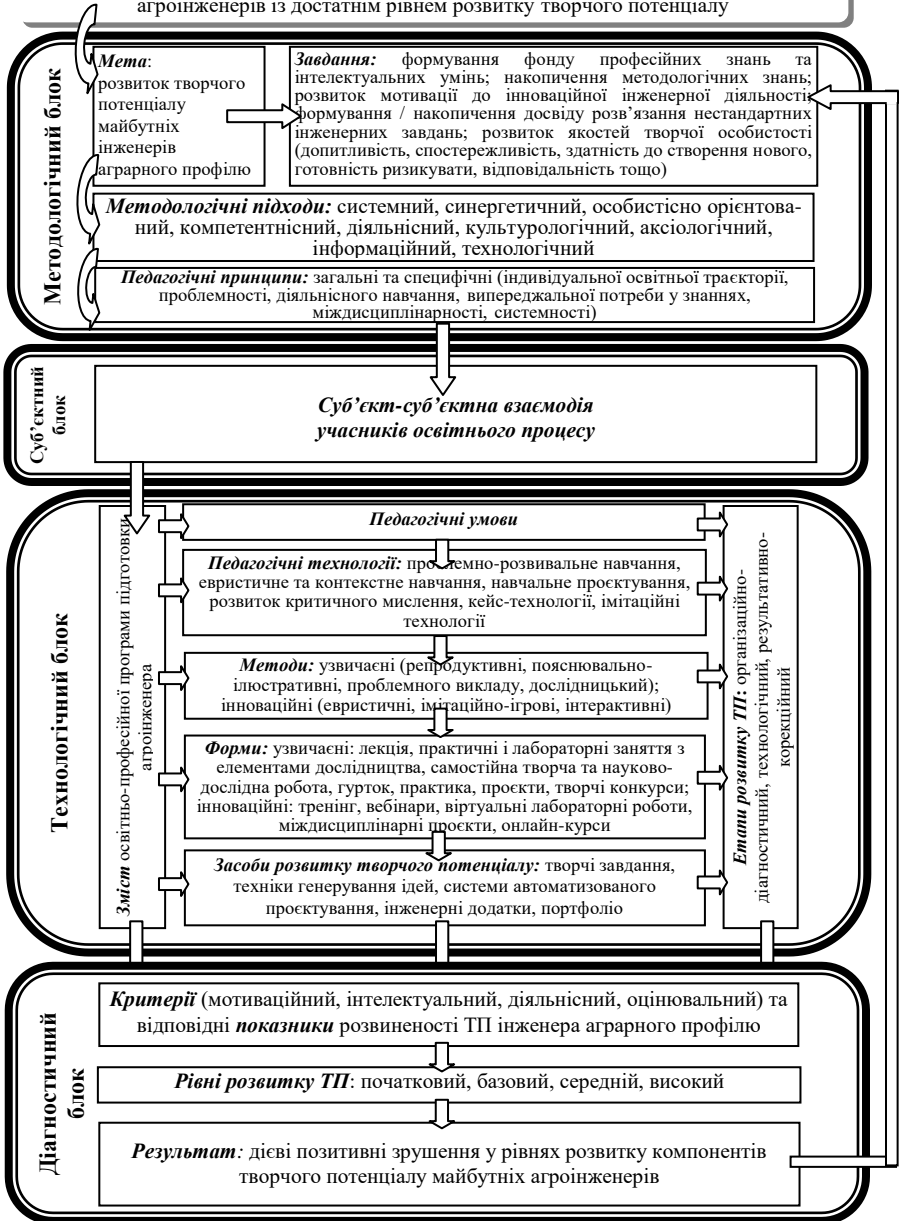 агроінженерів із достатнім рівнем розвитку творчого потенціалу
Методологічний блок
Мета:
розвиток творчого
потенціалу
майбутніх
інженерів
аграрного профілю
Завдання: формування фонду професійних знань та
інтелектуальних умінь; накопичення методологічних знань;
розвиток мотивації до інноваційної інженерної діяльності;
формування / накопичення досвіду розв’язання нестандартних
інженерних завдань; розвиток якостей творчої особистості
(допитливість, спостережливість, здатність до створення нового,
готовність ризикувати, відповідальність тощо)
Методологічні підходи: системний, синергетичний, особистісно орієнтова-
ний, компетентнісний, діяльнісний, культурологічний, аксіологічний,
інформаційний, технологічний
Педагогічні принципи: загальні та специфічні (індивідуальної освітньої траєкторії,
проблемності, діяльнісного навчання, випереджальної потреби у знаннях,
міждисциплінарності, системності)
Суб’єктний
блок
Суб’єкт-суб’єктна взаємодія
учасників освітнього процесу
Технологічний блок
Зміст освітньо-професійної програми підготовки
агроінженера
Педагогічні умови
Педагогічні технології: проблемно-розвивальне навчання,
евристичне та контекстне навчання, навчальне проєктування,
розвиток критичного мислення, кейс-технології, імітаційні
технології
Методи: узвичаєні (репродуктивні, пояснювально-
ілюстративні, проблемного викладу, дослідницький);
інноваційні (евристичні, імітаційно-ігрові, інтерактивні)
Форми: узвичаєні: лекція, практичні і лабораторні заняття з
елементами дослідництва, самостійна творча та науково-
дослідна робота, гурток, практика, проєкти, творчі конкурси;
інноваційні: тренінг, вебінари, віртуальні лабораторні роботи,
міждисциплінарні проєкти, онлайн-курси
Засоби розвитку творчого потенціалу: творчі завдання,
техніки генерування ідей, системи автоматизованого
проєктування, інженерні додатки, портфоліо
Етапи розвитку ТП: організаційно-
діагностичний, технологічний, результативно-
корекційний
Діагностичний
блок
Критерії (мотиваційний, інтелектуальний, діяльнісний, оцінювальний) та
відповідні показники розвиненості ТП інженера аграрного профілю
Рівні розвитку ТП: початковий, базовий, середній, високий
Результат: дієві позитивні зрушення у рівнях розвитку компонентів
творчого потенціалу майбутніх агроінженерів